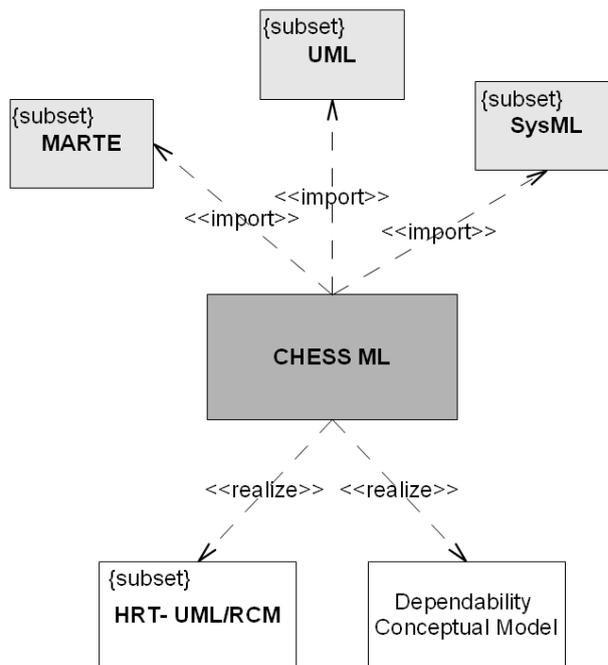 {subset}
UML
{subset}
MARTE
{subset}
SysML
<<import>>
<<import>>
<<import>>
CHESS ML
<<realize>>
<<realize>>
{subset}
HRT- UML/RCM
Dependability
Conceptual Model